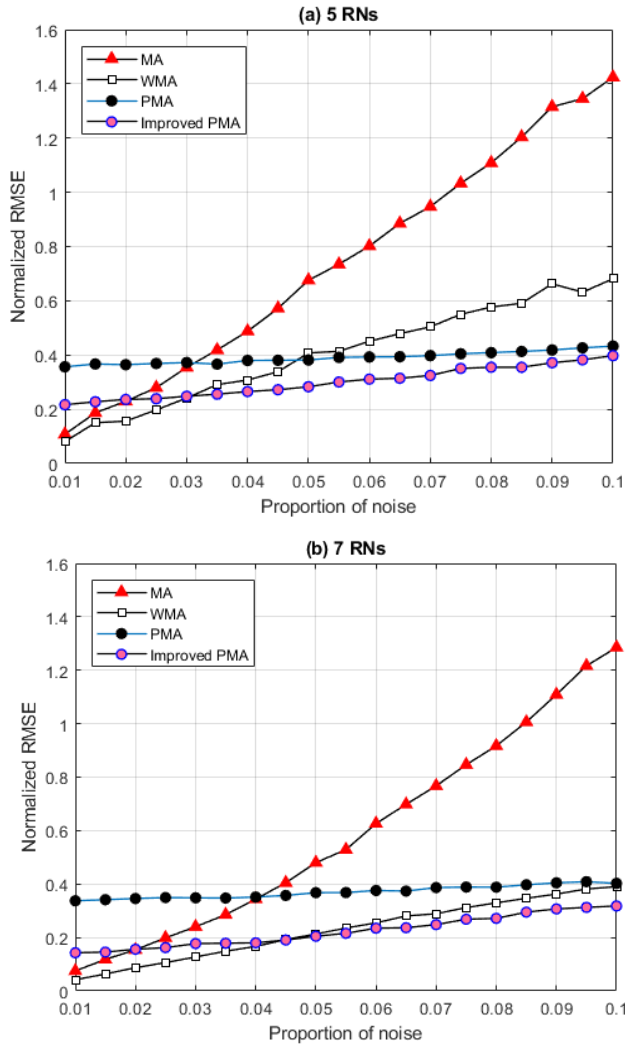 (a) 5 RNs
1.6
1.4
1.2
1
0.8
0.6
0.4
0.2
0
Normalized RMSE
MA
WMA
PMA
Improved PMA
0.01 0.02 0.03 0.04 0.05 0.06 0.07 0.08 0.09 0.1
Proportion of noise
(b) 7 RNs
1.6
1.4
1.2
1
0.8
0.6
0.4
0.2
0
Normalized RMSE
MA
WMA
PMA
Improved PMA
0.01 0.02 0.03 0.04 0.05 0.06 0.07 0.08 0.09 0.1
Proportion of noise